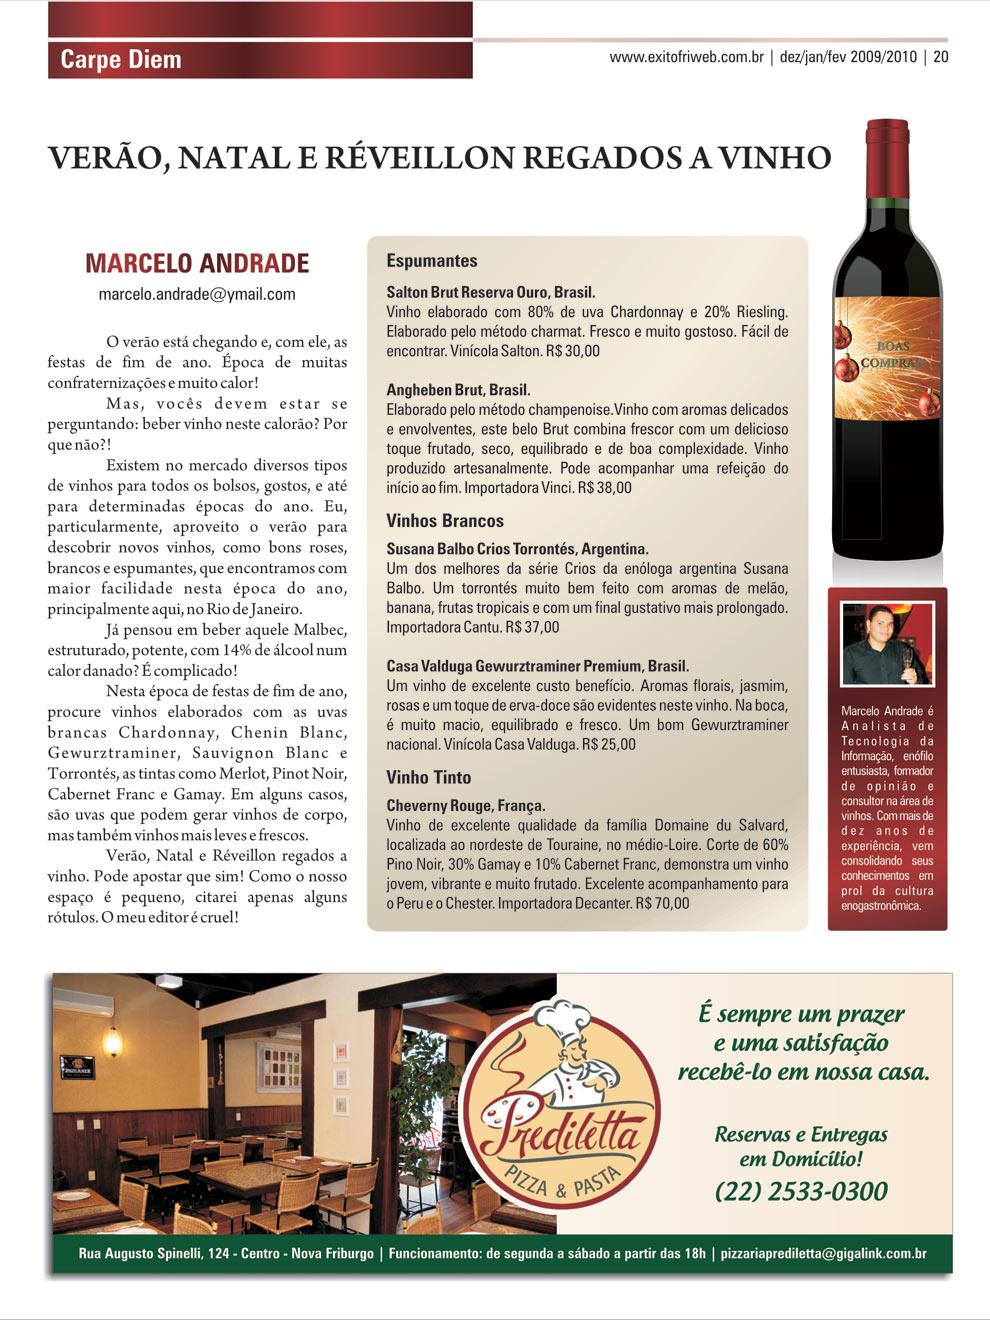 Carpe Diem
www.exitofriweb.com.br | dez/jan/fev 2009/2010 | 20
VERÃO, NATAL E RÉVEILLON REGADOS A VINHO
MARCELO ANDRADE
marcelo.andrade@ymail.com
O verão está chegando e, com ele, as
festas de fim de ano. Época de muitas
confraternizações e muito calor!
Mas, vocês devem estar se
perguntando: beber vinho neste calorão? Por
que não?!
Existem no mercado diversos tipos
de vinhos para todos os bolsos, gostos, e até
para determinadas épocas do ano. Eu,
particularmente, aproveito o verão para
descobrir novos vinhos, como bons roses,
brancos e espumantes, que encontramos com
maior facilidade nesta época do ano,
principalmente aqui, no Rio de Janeiro.
Já pensou em beber aquele Malbec,
estruturado, potente, com 14% de álcool num
calor danado? É complicado!
Nesta época de festas de fim de ano,
procure vinhos elaborados com as uvas
brancas Chardonnay, Chenin Blanc,
Gewurztraminer, Sauvignon Blanc e
Torrontés, as tintas como Merlot, Pinot Noir,
Cabernet Franc e Gamay. Em alguns casos,
são uvas que podem gerar vinhos de corpo,
mas também vinhos mais leves e frescos.
Verão, Natal e Réveillon regados a
vinho. Pode apostar que sim! Como o nosso
espaço é pequeno, citarei apenas alguns
rótulos. O meu editor é cruel!
Espumantes
Salton Brut Reserva Ouro, Brasil.
Vinho elaborado com 80% de uva Chardonnay e 20% Riesling.
Elaborado pelo método charmat. Fresco e muito gostoso. Fácil de
encontrar. Vinícola Salton. R$ 30,00
Angheben Brut, Brasil.
Elaborado pelo método champenoise.Vinho com aromas delicados
e envolventes, este belo Brut combina frescor com um delicioso
toque frutado, seco, equilibrado e de boa complexidade. Vinho
produzido artesanalmente. Pode acompanhar uma refeição do
início ao fim. Importadora Vinci. R$ 38,00
Vinhos Brancos
Susana Balbo Crios Torrontés, Argentina.
Um dos melhores da série Crios da enóloga argentina Susana
Balbo. Um torrontés muito bem feito com aromas de melão,
banana, frutas tropicais e com um final gustativo mais prolongado.
Importadora Cantu. R$ 37,00
Casa Valduga Gewurztraminer Premium, Brasil.
Um vinho de excelente custo benefício. Aromas florais, jasmim,
rosas e um toque de erva-doce são evidentes neste vinho. Na boca,
é muito macio, equilibrado e fresco. Um bom Gewurztraminer
nacional. Vinícola Casa Valduga. R$ 25,00
Vinho Tinto
Cheverny Rouge, França.
Vinho de excelente qualidade da família Domaine du Salvard,
localizada ao nordeste de Touraine, no médio-Loire. Corte de 60%
Pino Noir, 30% Gamay e 10% Cabernet Franc, demonstra um vinho
jovem, vibrante e muito frutado. Excelente acompanhamento para
o Peru e o Chester. Importadora Decanter. R$ 70,00
BOAS
COMPRAS!
Marcelo Andrade é
Analista de
Tecnologia da
Informação, enófilo
entusiasta, formador
de opinião e
consultor na área de
vinhos. Com mais de
dez anos de
experiência, vem
consolidando seus
conhecimentos em
prol da cultura
enogastronômica.
PAULANER
Prediletta
PIZZA & PASTA
É sempre um prazer
e uma satisfação
recebê-lo em nossa casa.
Reservas e Entregas
em Domicílio!
(22) 2533-0300
Rua Augusto Spinelli, 124 - Centro - Nova Friburgo | Funcionamento: de segunda a sábado a partir das 18h | pizzariaprediletta@gigalink.com.br